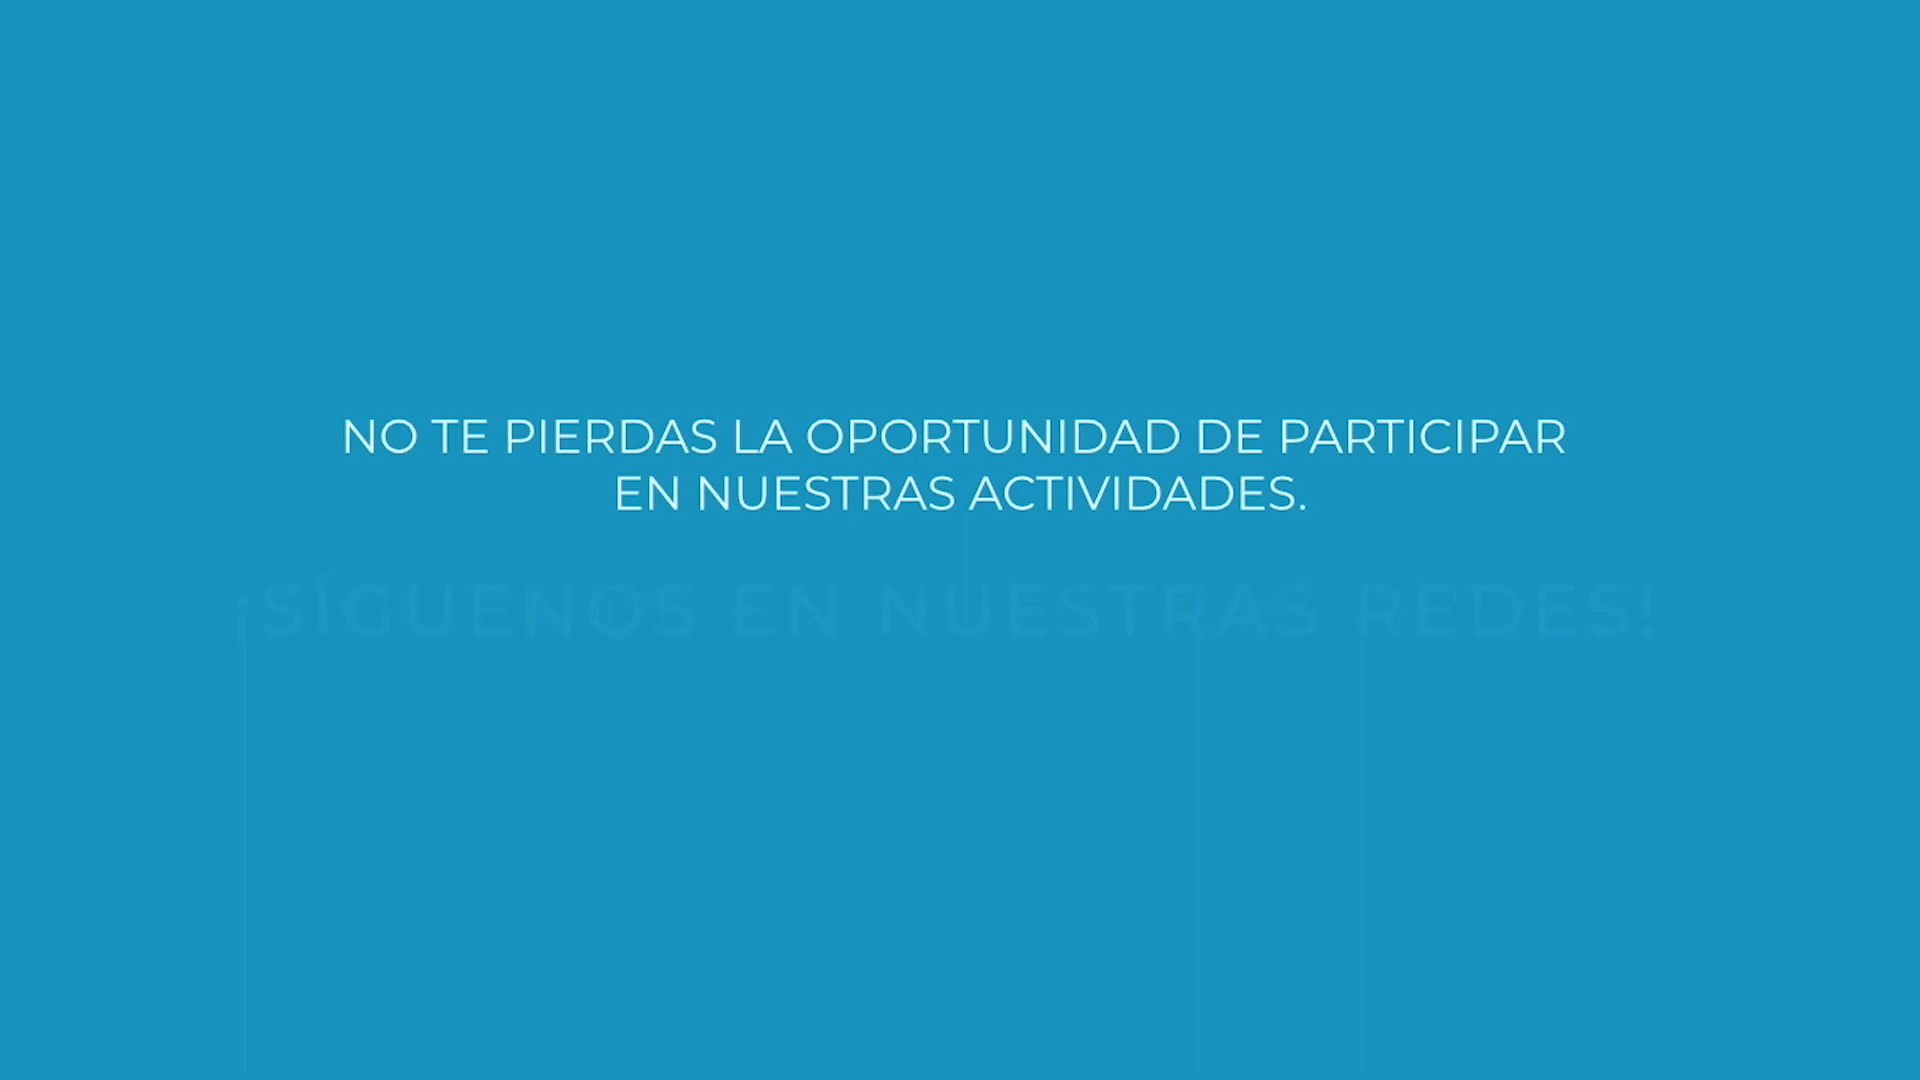 NO TE PIERDAS LA OPORTUNIDAD DE PARTICIPAR
EN NUESTRAS ACTIVIDADES.
¡SÍGUENOS EN NUESTRAS REDES!